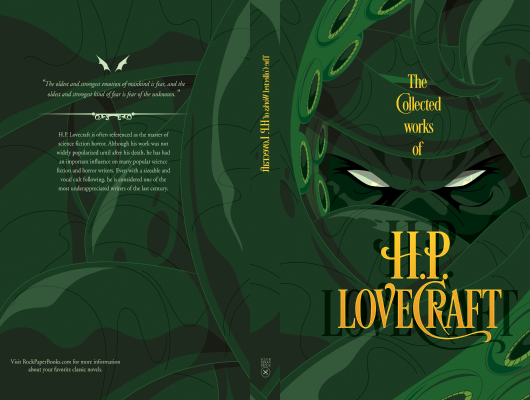 "The oldest and strongest emotion of mankind is fear, and the
oldest and strongest kind of fear is fear of the unknown."
H.P. Lovecraft is often referenced as the master of
science fiction horror. Although his work was not
widely popularized until after his death, he has had
an important influence on many popular science
fiction and horror writers. Even with a sizeable and
vocal cult following, he is considered one of the
most underappreciated writers of the last century.
Visit RockPaperBooks.com for more information
about your favorite classic novels.
The Collected Works of H.P. Lovecraft
The
Collected
works
of
H.P.
LOVECRAFT